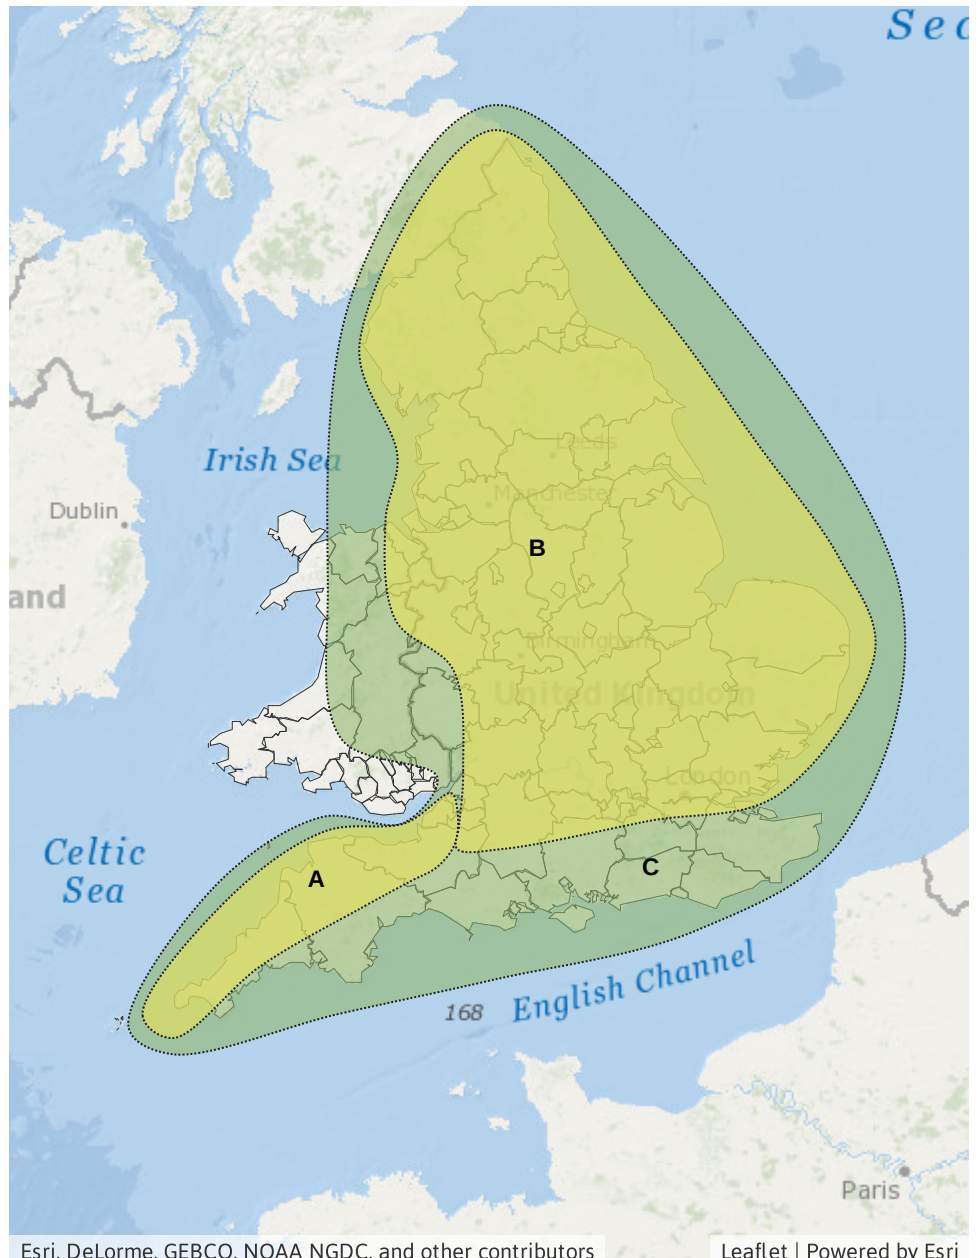 Sec
Irish Sea
Leeds
Manchester
Dublin
B
and
Birmingham
United Kingdom
London
Celtic
Sea
A
C
English Channel
168
Paris
Esri, DeLorme, GEBCO, NOAA NGDC, and other contributors
Leaflet | Powered by Esri